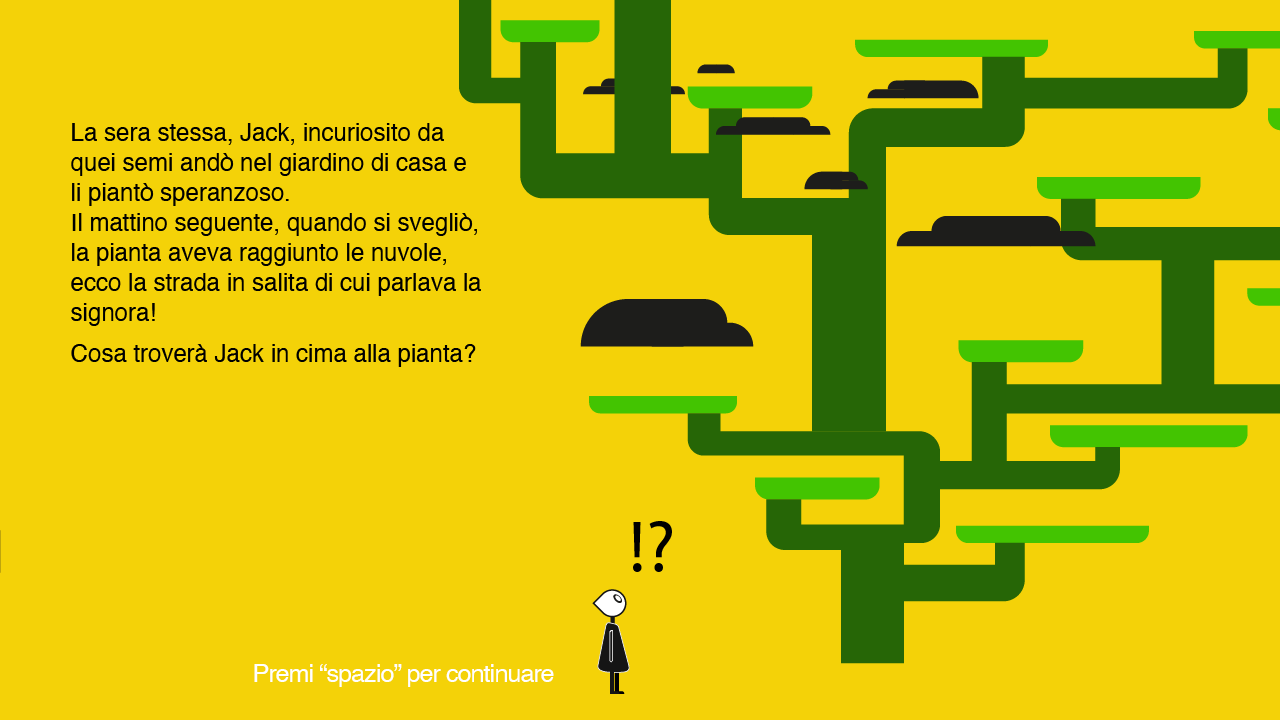 La sera stessa, Jack, incuriosito da
quei semi andò nel giardino di casa e
li piantò speranzoso.
Il mattino seguente, quando si svegliò,
la pianta aveva raggiunto le nuvole,
ecco la strada in salita di cui parlava la
signora!
Cosa troverà Jack in cima alla pianta?
!?
Premi “spazio” per continuare